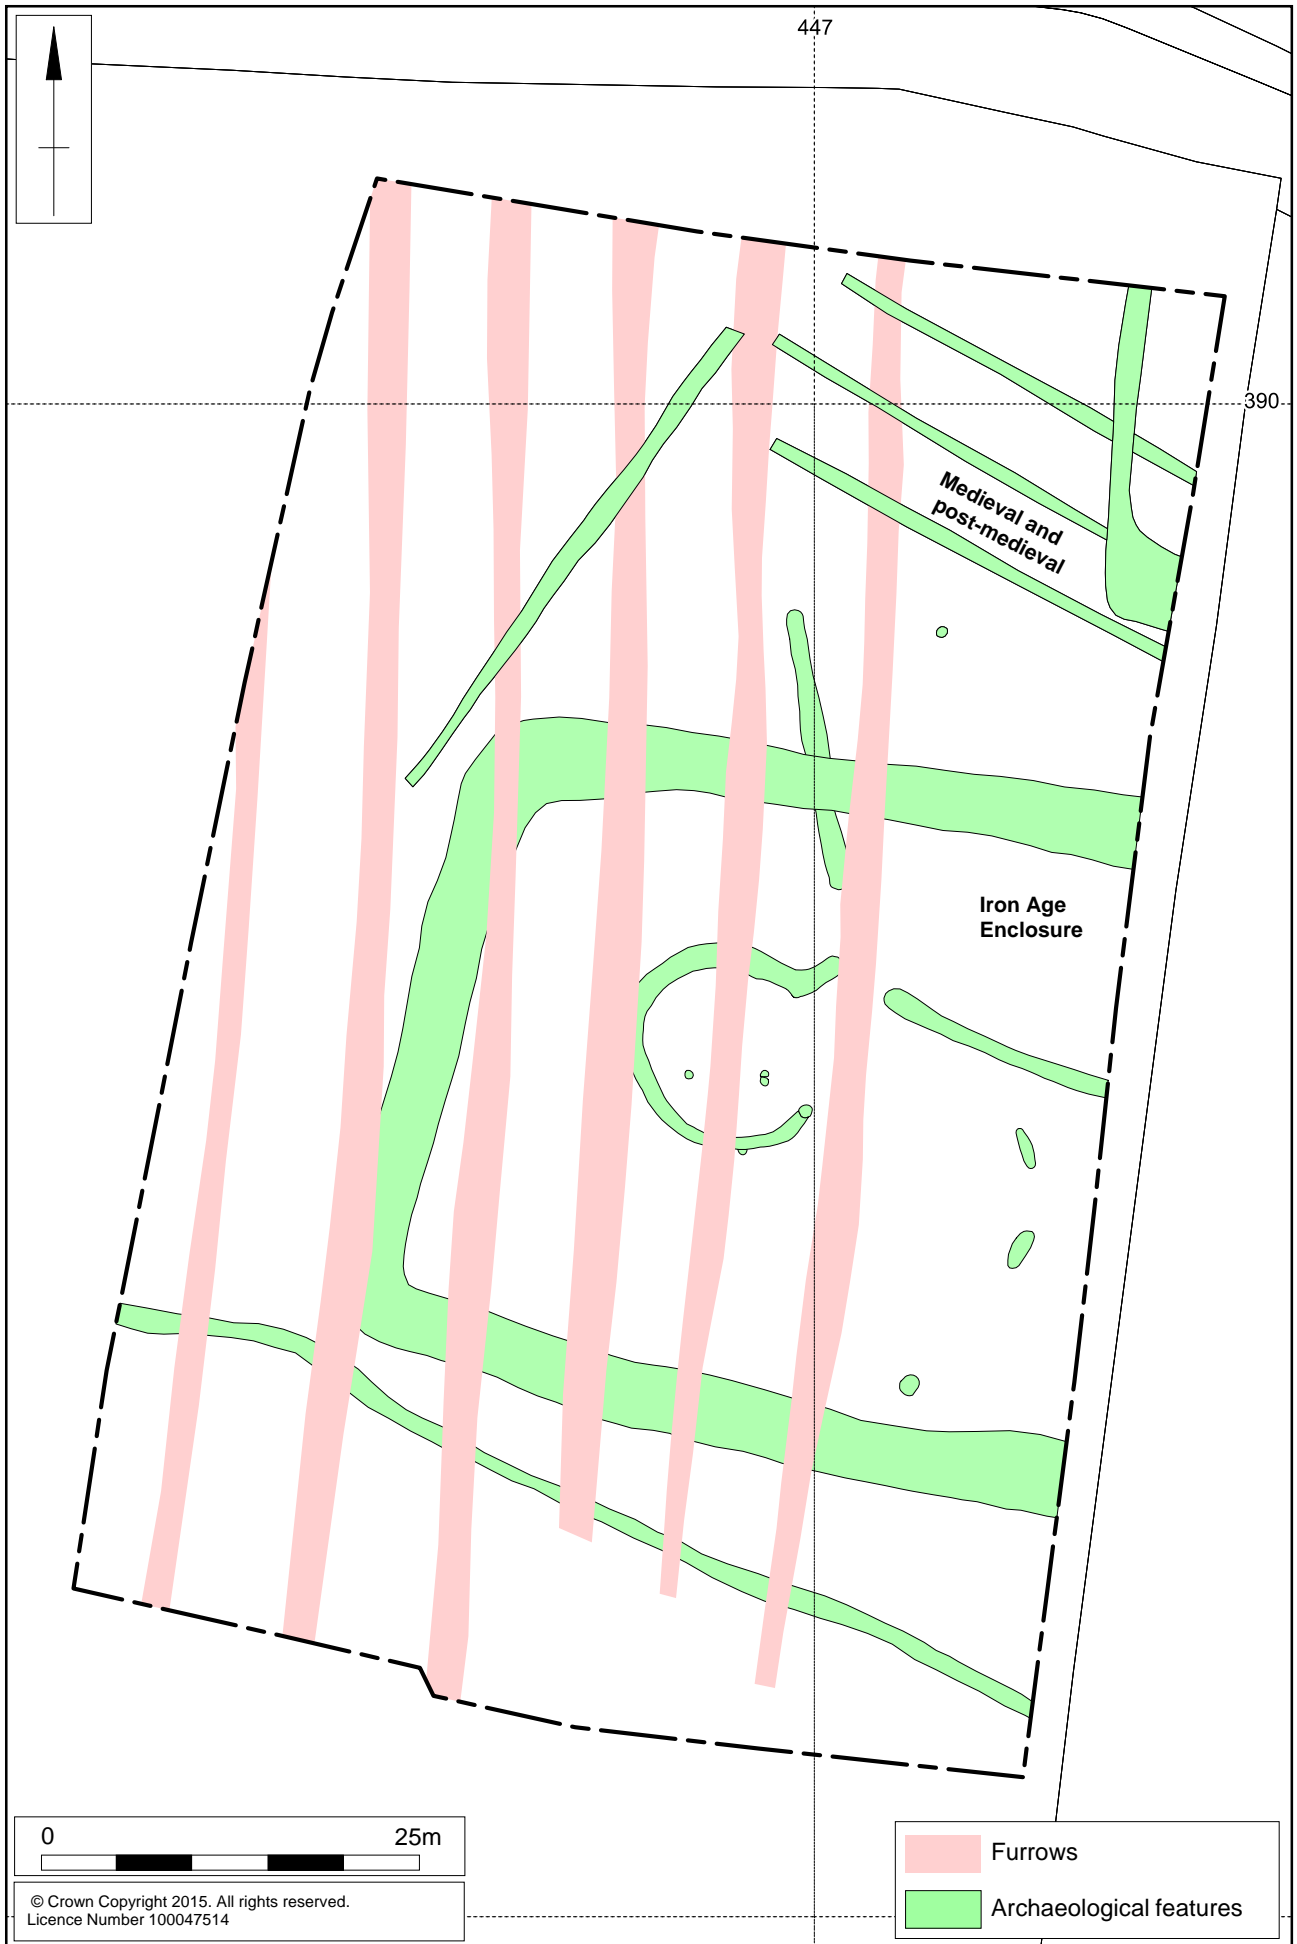 447
390
Medieval and
post-medieval
Iron Age
Enclosure
0 25m
© Crown Copyright 2015. All rights reserved.
Licence Number 100047514
Furrows
Archaeological features